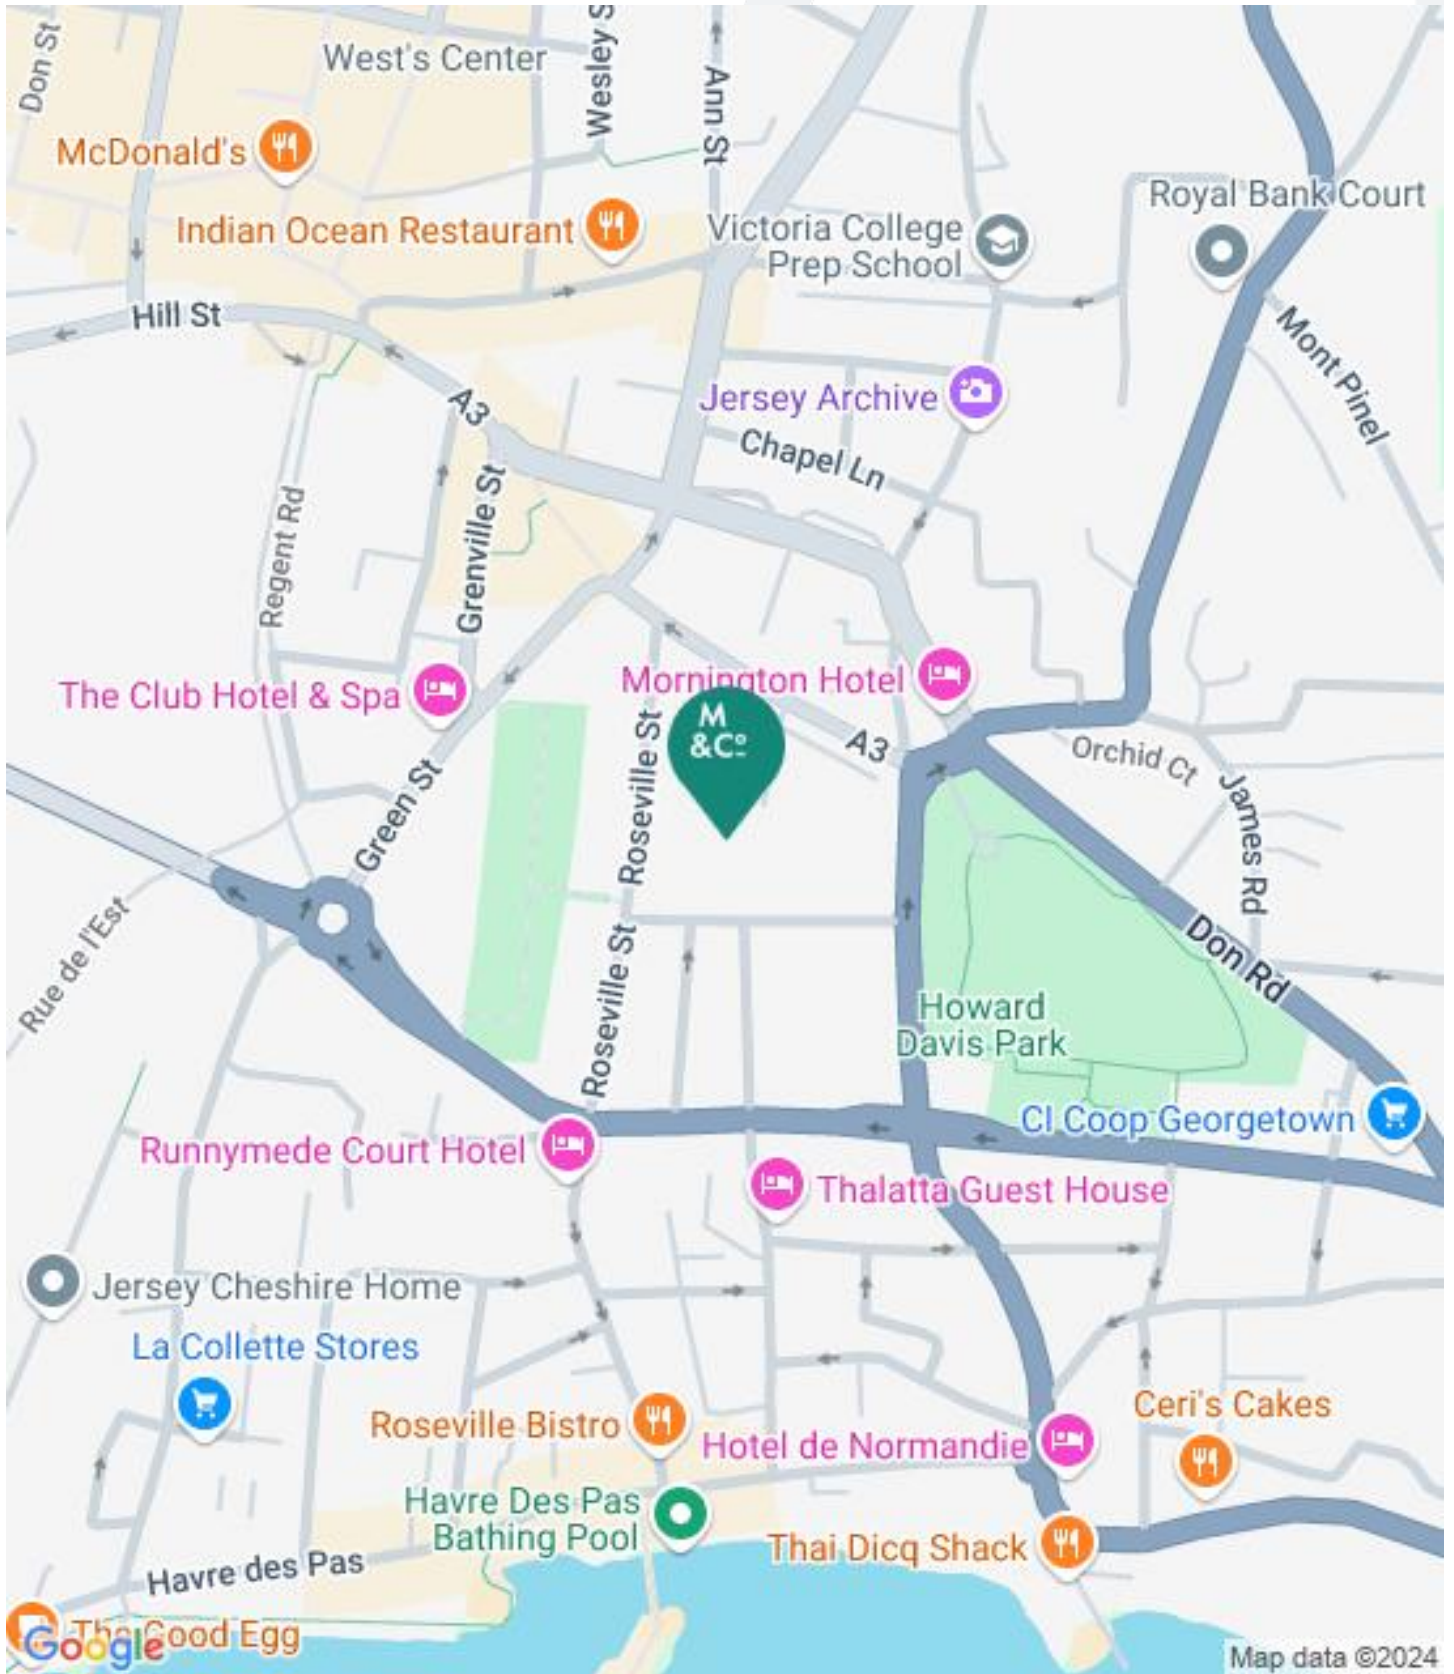 Don St
West's Center
Wesley S
Ann St
McDonald's
Indian Ocean Restaurant
Victoria College
Prep School
Royal Bank Court
Hill St
Mont Pinel
A3
Jersey Archive
Chapel Ln
Grenville St
Regent Rd
The Club Hotel & Spa
Mornington Hotel
M
&Cº
Roseville St
A3
Orchid Ct
James Rd
Green St
Rue de l'Est
Roseville St
Don Rd
Howard
Davis Park
CI Coop Georgetown
Runnymede Court Hotel
Thalatta Guest House
Jersey Cheshire Home
La Collette Stores
Roseville Bistro
Ceri's Cakes
Hotel de Normandie
Havre Des Pas
Bathing Pool
Thai Dicq Shack
Havre des Pas
The Good Egg
Google
Map data ©2024